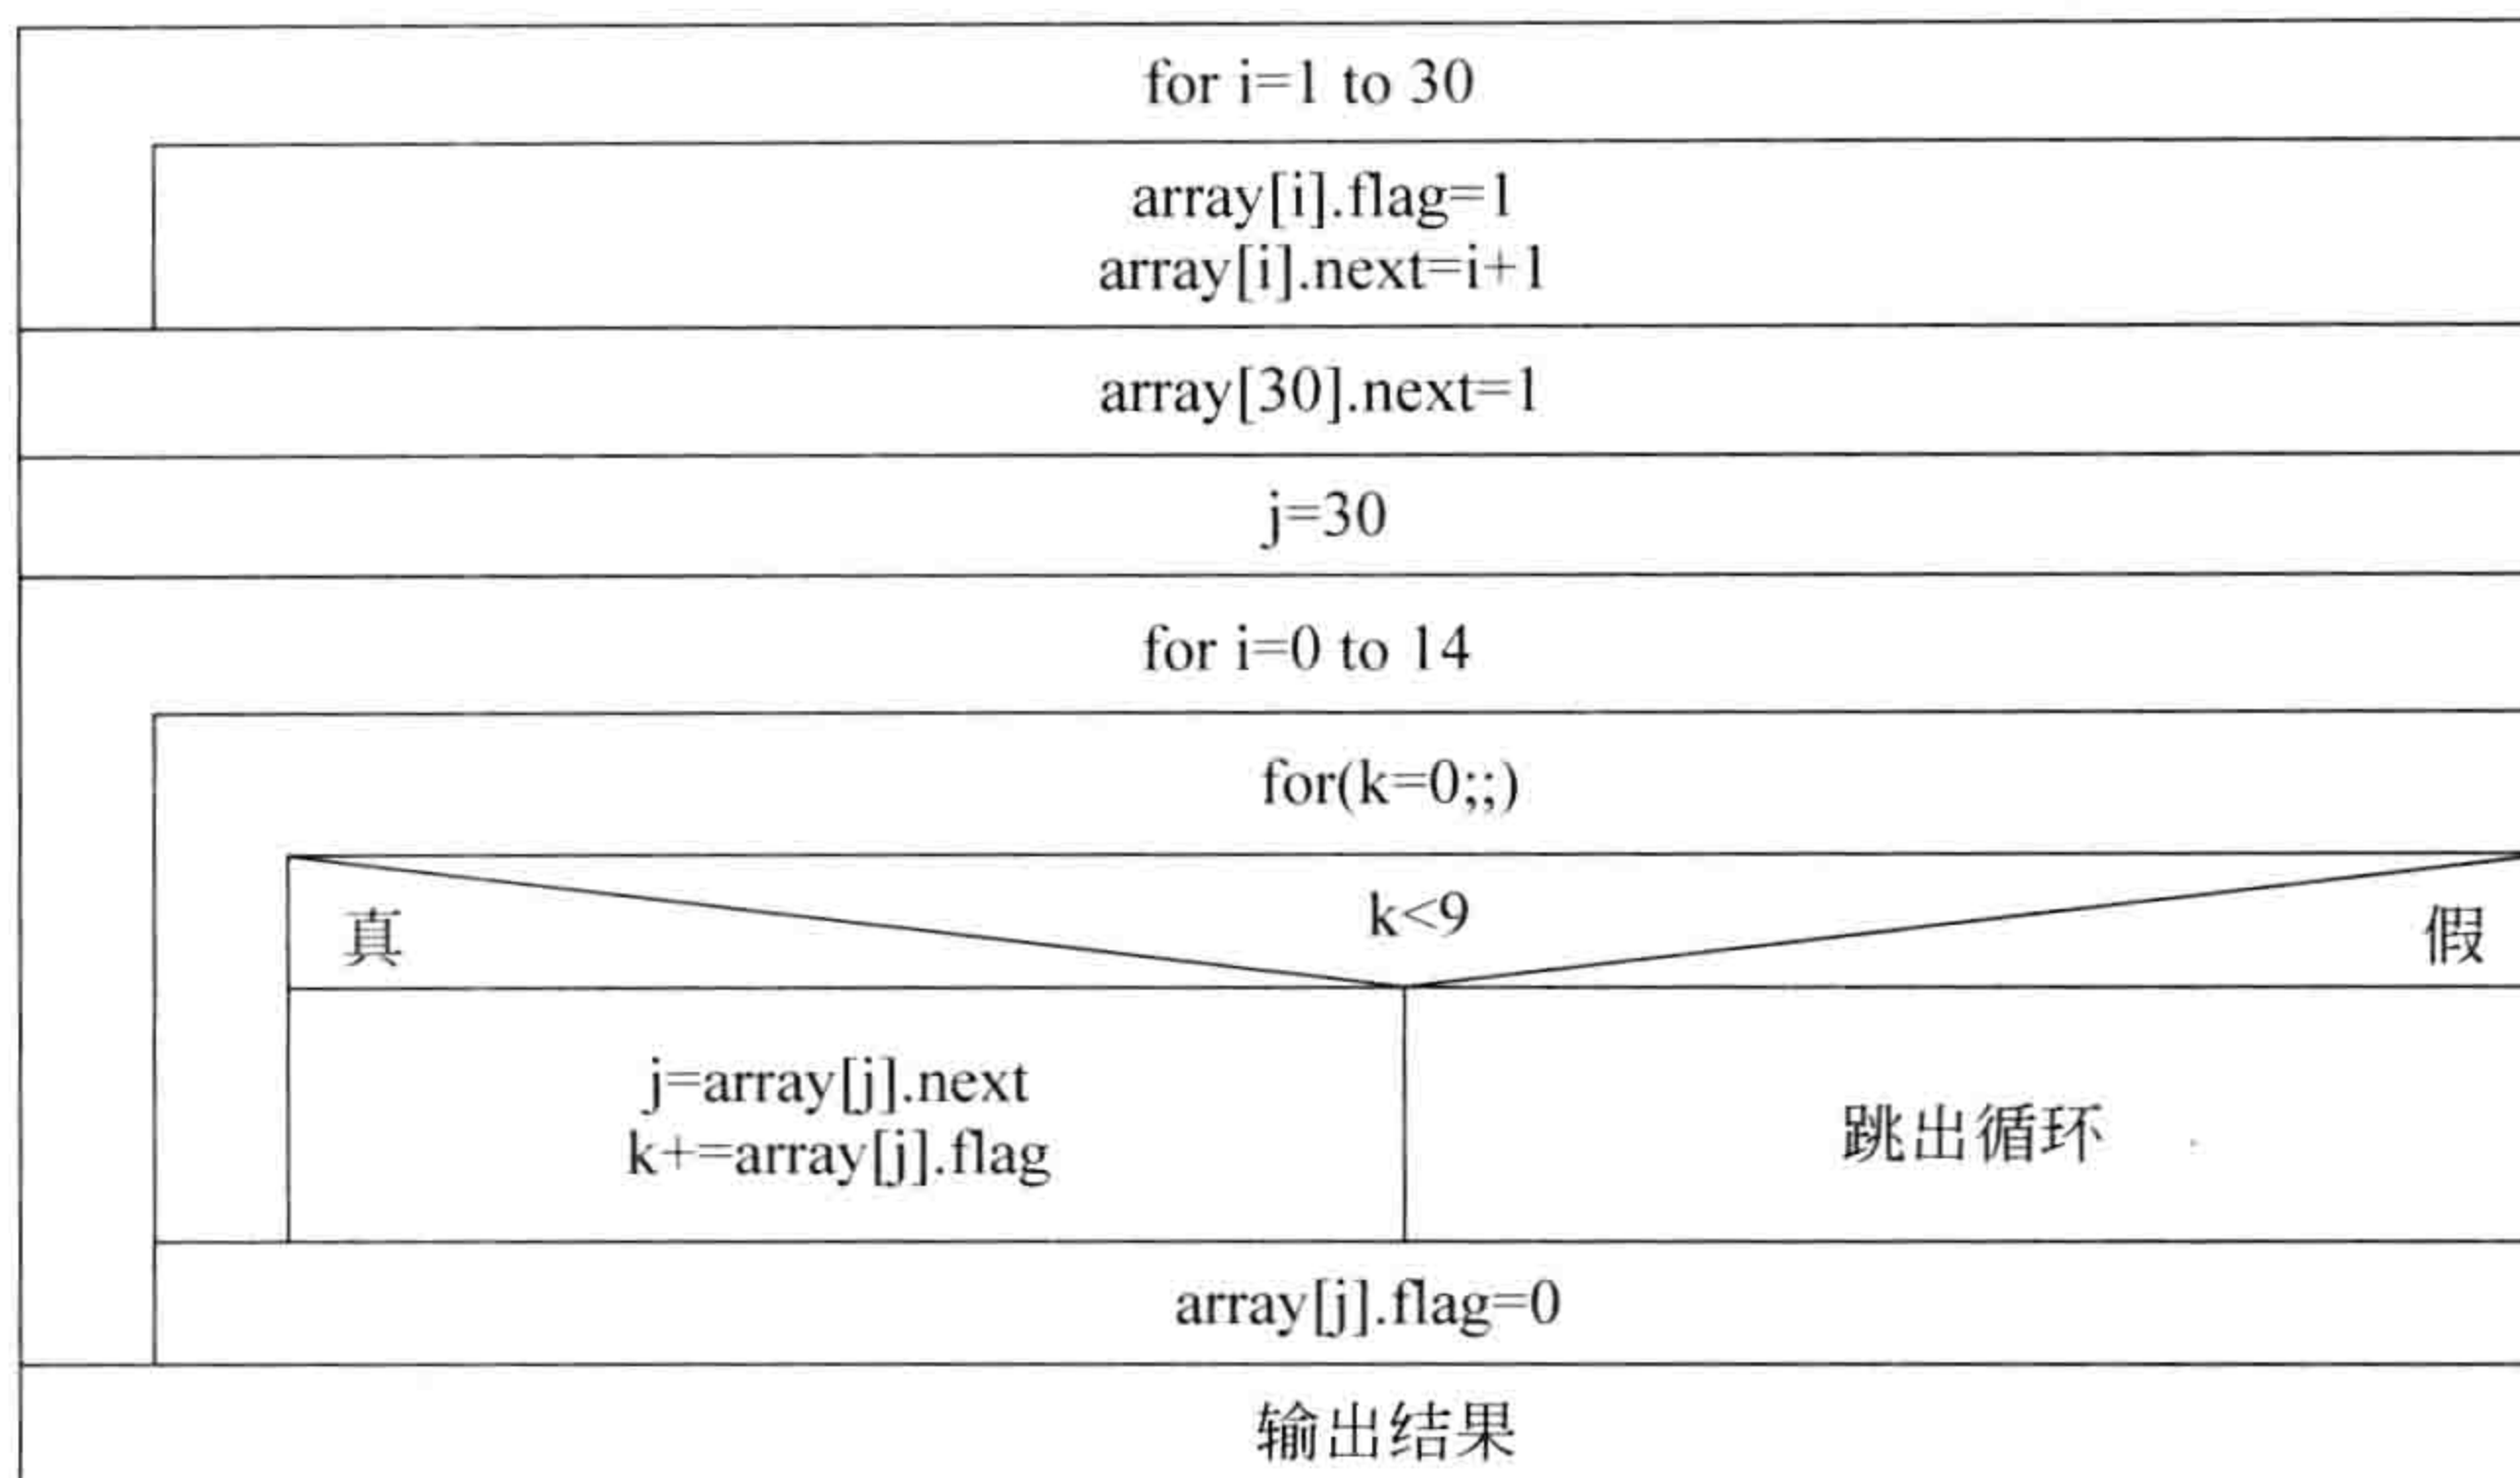 for i=1 to 30
array[i].flag=1
array[i].next=i+1
array[30].next=1
j=30
for i=0 to 14
for(k=0;;)
k<9
真
假
j=array[j].next
k+=array[j].flag
跳出循环
array[j].flag=0
输出结果